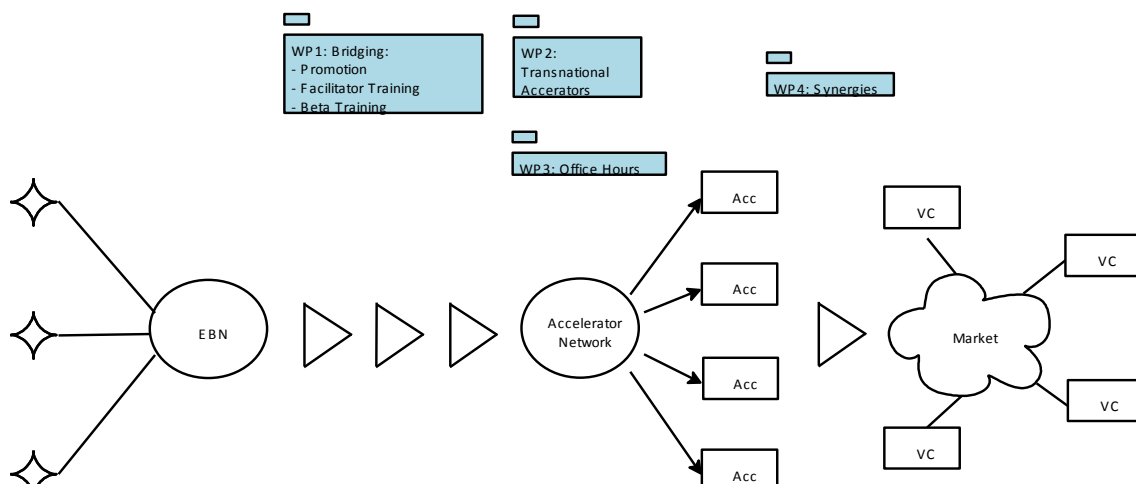 WP1: Bridging:
- Promotion
- Facilitator Training
- Beta Training
WP2:
Transnational
Accerators
WP4: Synergies
WP3: Office Hours
Acc
Acc
Acc
Acc
EBN
Accelerator
Network
VC
VC
Market
VC
VC